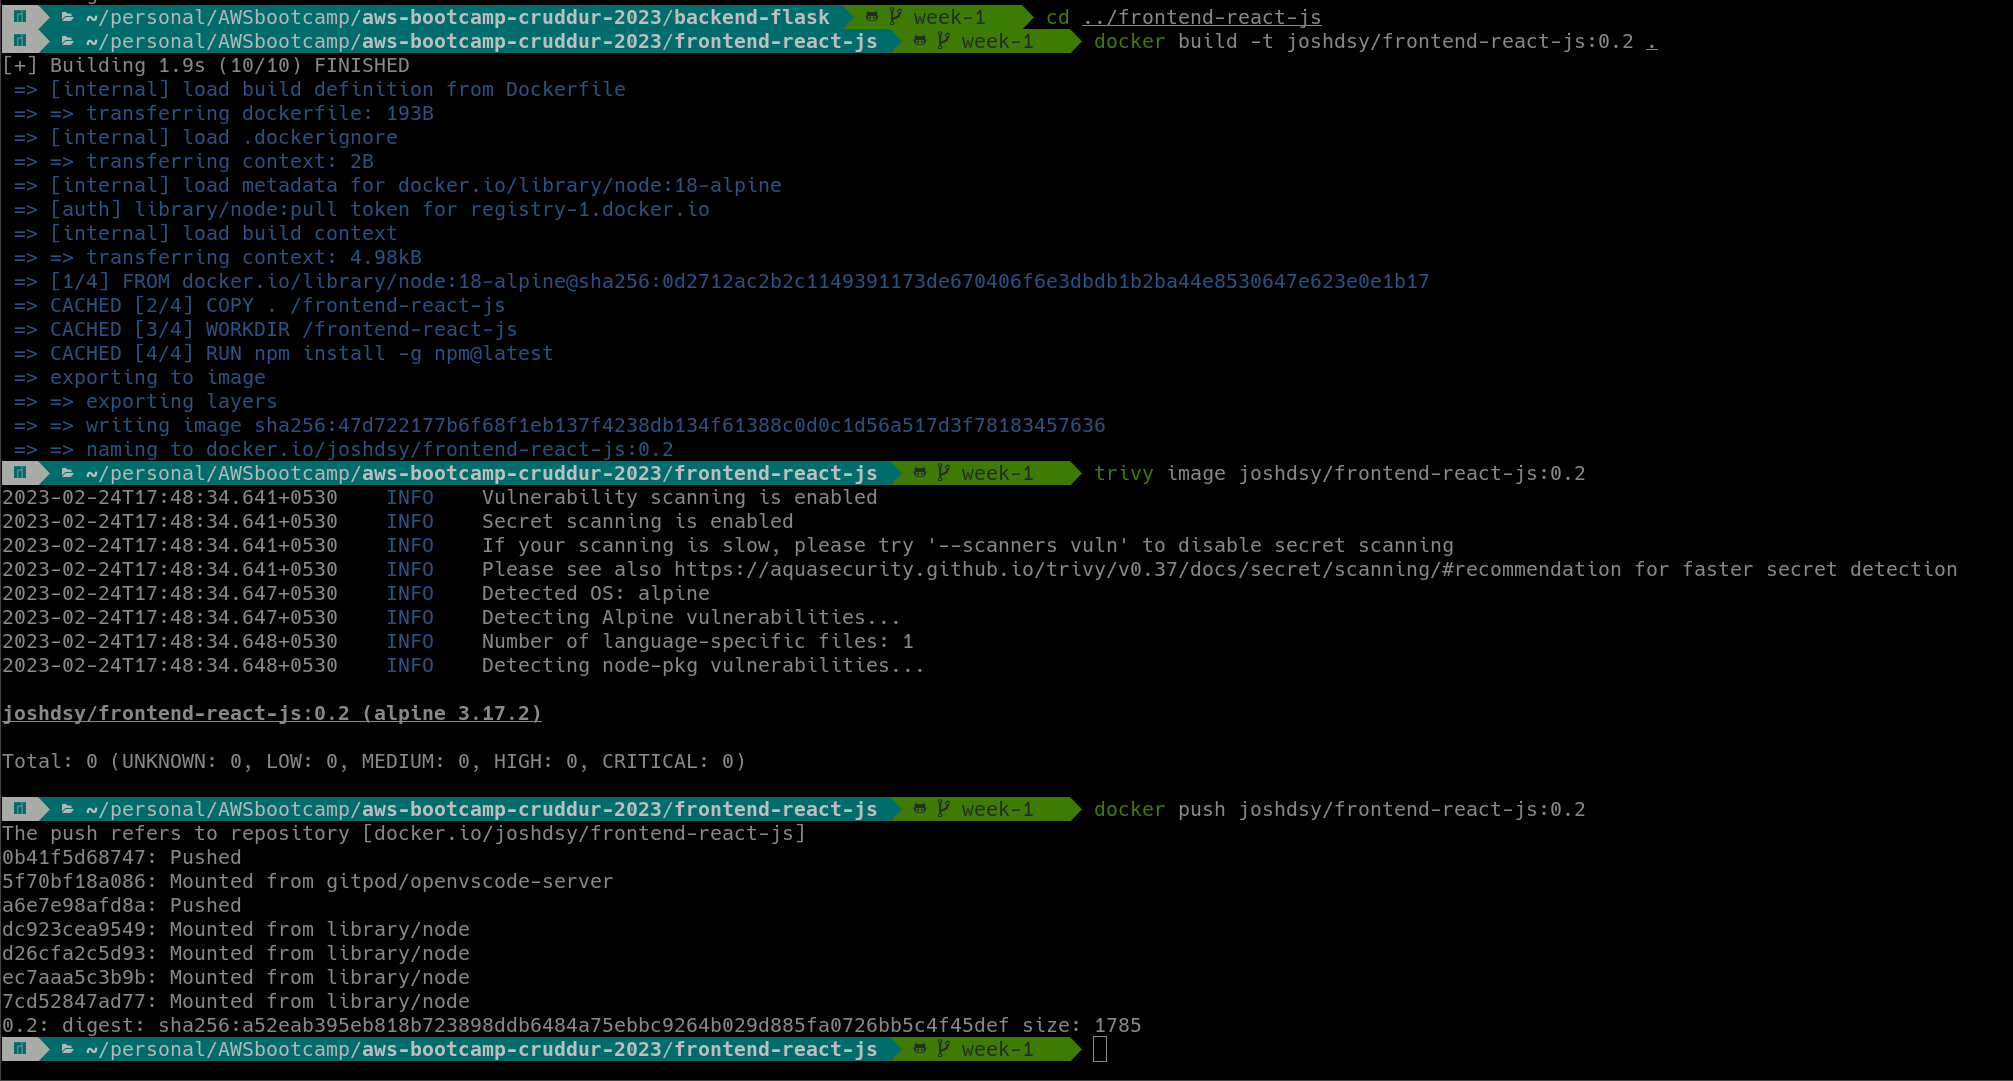 ~/personal/AWSbootcamp/aws-bootcamp-cruddur-2023/backend-flask week-1 cd ../frontend-react-js
~/personal/AWSbootcamp/aws-bootcamp-cruddur-2023/frontend-react-js week-1 docker build -t joshdsy/frontend-react-js:0.2 .
[+] Building 1.9s (10/10) FINISHED
=> [internal] load build definition from Dockerfile
=> => transferring dockerfile: 193B
=> [internal] load .dockerignore
=> => transferring context: 2B
=> [internal] load metadata for docker.io/library/node:18-alpine
=> [auth] library/node:pull token for registry-1.docker.io
=> [internal] load build context
=> => transferring context: 4.98kB
=> [1/4] FROM docker.io/library/node:18-alpine@sha256:0d2712ac2b2c1149391173de670406f6e3dbdb1b2ba44e8530647e623e0e1b17
=> CACHED [2/4] COPY . /frontend-react-js
=> CACHED [3/4] WORKDIR /frontend-react-js
=> CACHED [4/4] RUN npm install -g npm@latest
=> exporting to image
=> => exporting layers
=> => writing image sha256:47d722177b6f68f1eb137f4238db134f61388c0d0c1d56a517d3f78183457636
=> => naming to docker.io/joshdsy/frontend-react-js:0.2
~/personal/AWSbootcamp/aws-bootcamp-cruddur-2023/frontend-react-js week-1 trivy image joshdsy/frontend-react-js:0.2
2023-02-24T17:48:34.641+0530 INFO Vulnerability scanning is enabled
2023-02-24T17:48:34.641+0530 INFO Secret scanning is enabled
2023-02-24T17:48:34.641+0530 INFO If your scanning is slow, please try '--scanners vuln' to disable secret scanning
2023-02-24T17:48:34.641+0530 INFO Please see also https://aquasecurity.github.io/trivy/v0.37/docs/secret/scanning/#recommendation for faster secret detection
2023-02-24T17:48:34.647+0530 INFO Detected OS: alpine
2023-02-24T17:48:34.647+0530 INFO Detecting Alpine vulnerabilities...
2023-02-24T17:48:34.648+0530 INFO Number of language-specific files: 1
2023-02-24T17:48:34.648+0530 INFO Detecting node-pkg vulnerabilities...
joshdsy/frontend-react-js:0.2 (alpine 3.17.2)
Total: 0 (UNKNOWN: 0, LOW: 0, MEDIUM: 0, HIGH: 0, CRITICAL: 0)
~/personal/AWSbootcamp/aws-bootcamp-cruddur-2023/frontend-react-js week-1 docker push joshdsy/frontend-react-js:0.2
The push refers to repository [docker.io/joshdsy/frontend-react-js]
0b41f5d68747: Pushed
5f70bf18a086: Mounted from gitpod/openvscode-server
a6e7e98afd8a: Pushed
dc923cea9549: Mounted from library/node
d26cfa2c5d93: Mounted from library/node
ec7aaa5c3b9b: Mounted from library/node
7cd52847ad77: Mounted from library/node
0.2: digest: sha256:a52eab395eb818b723898ddb6484a75ebbc9264b029d885fa0726bb5c4f45def size: 1785
~/personal/AWSbootcamp/aws-bootcamp-cruddur-2023/frontend-react-js week-1